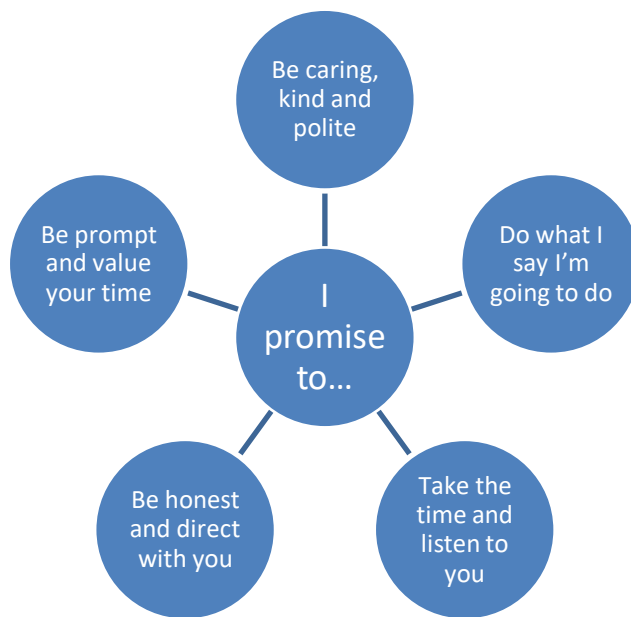 Be caring,
kind and
polite
Do what I
say I’m
going to do
Take the
time and
listen to
you
Be honest
and direct
with you
Be prompt
and value
your time
I
promise
to…